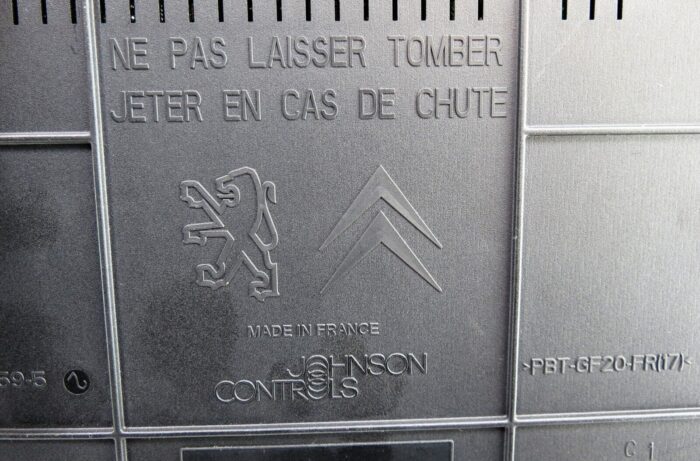 NE PAS LAISSER TOMBER
JETER EN CAS DE CHUTE
MADE IN FRANCE
JOHNSON
CONTROLS
59-5
>PBT-GF20-FR(17)<
C 1